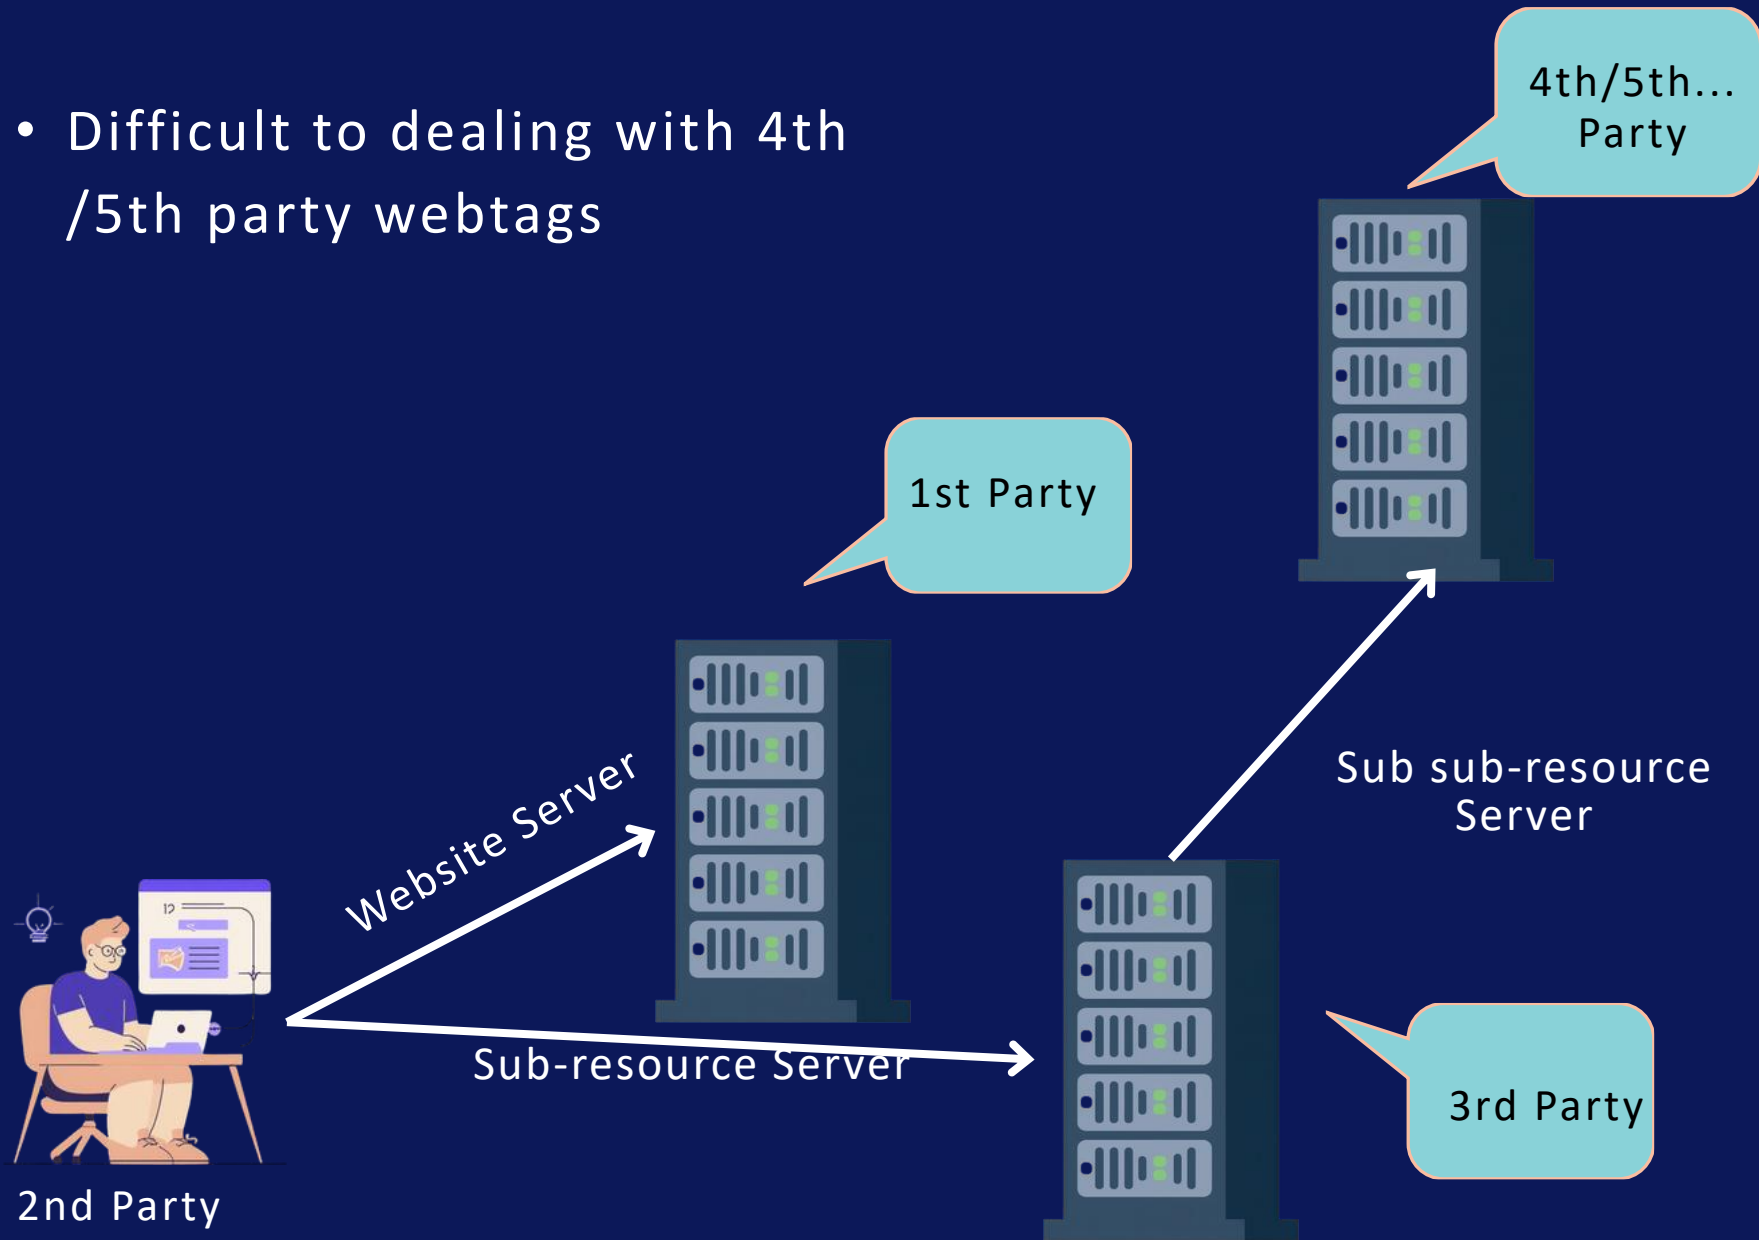 • Difficult to dealing with 4th
/5th party webtags
4th/5th...
Party
1st Party
Website Server
Sub sub-resource
Server
Sub-resource Server
3rd Party
2nd Party